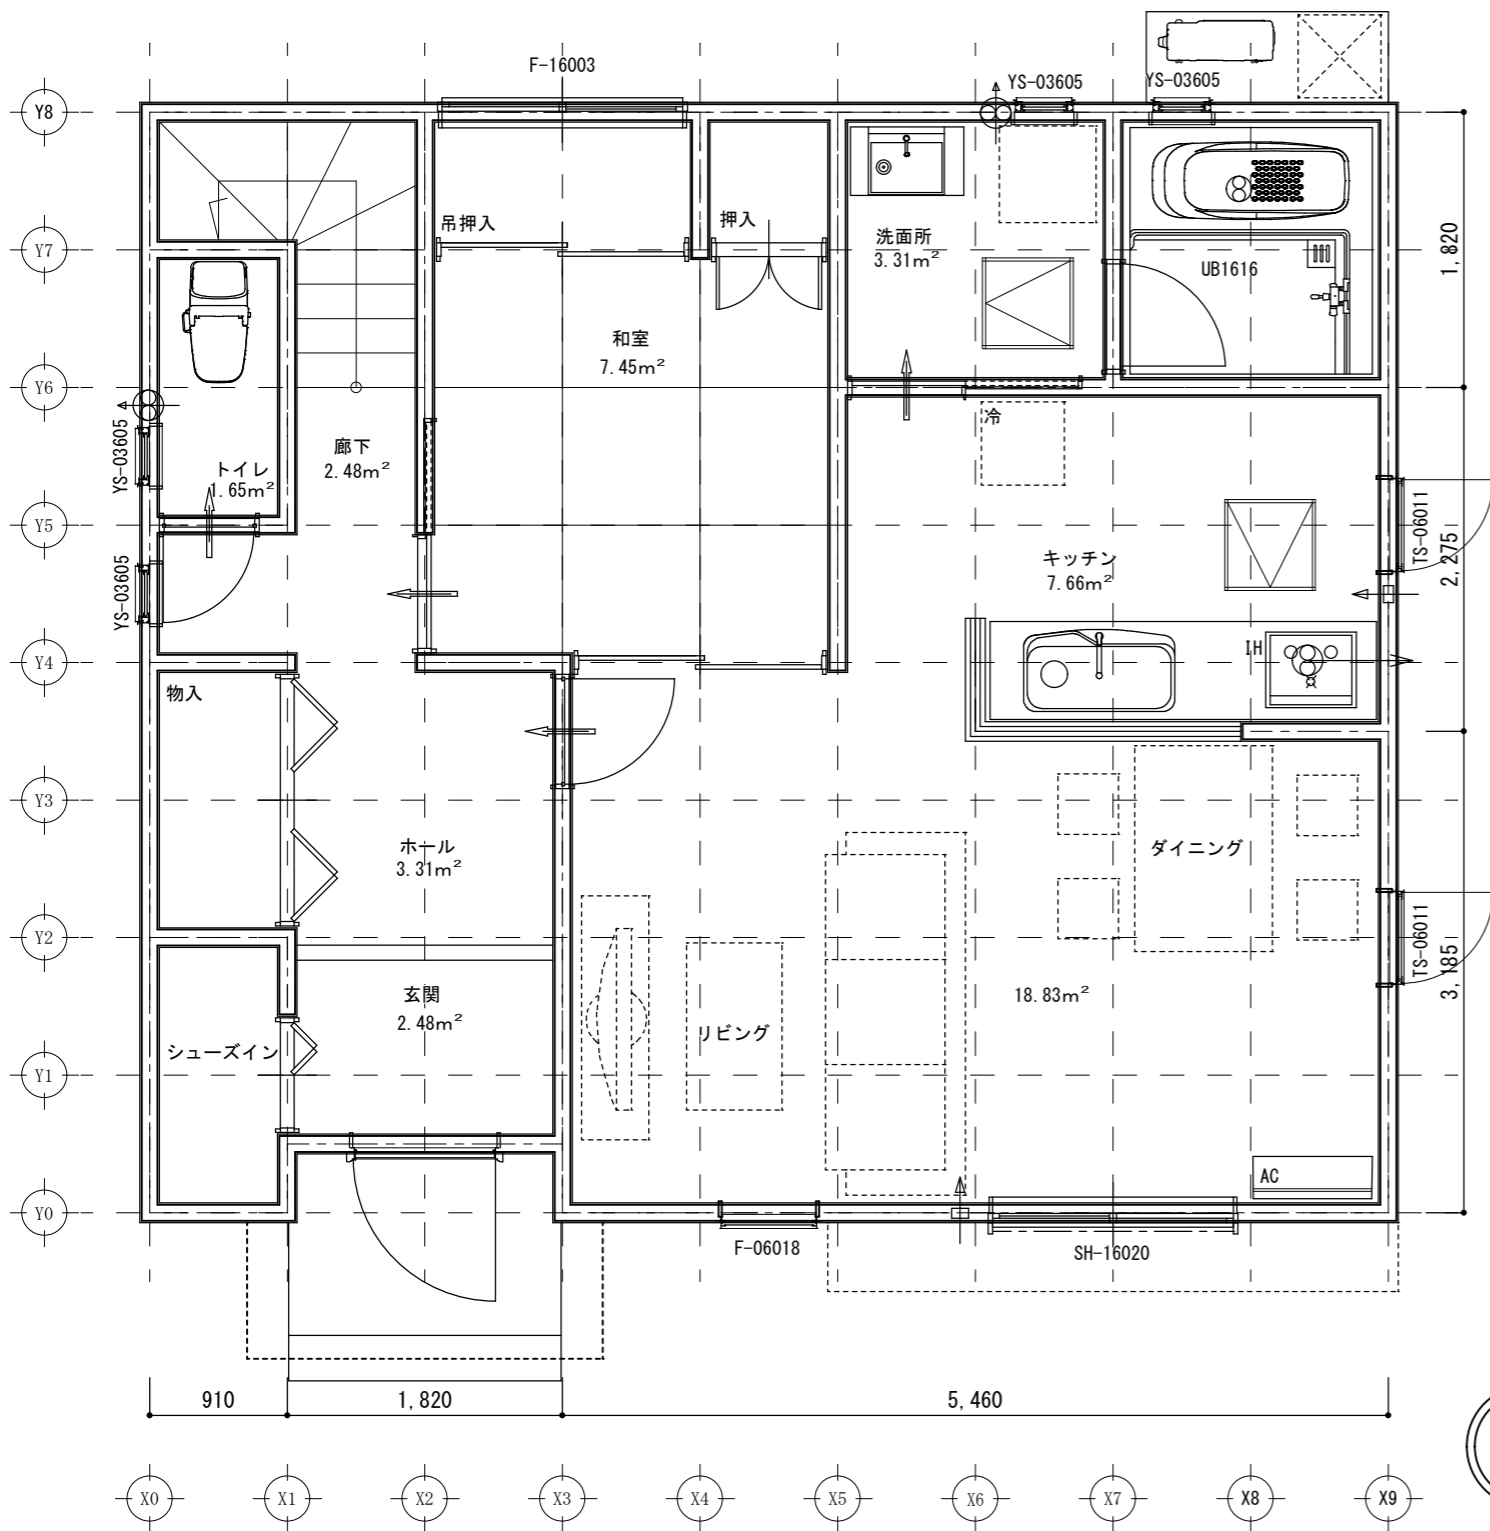 F-16003
YS-03605
YS-03605
Y8
吊押入
押入
洗面所
3.31m²
Y7
UB1616
1,820
和室
7.45m²
Y6
冷
YS-03605
廊下
2.48m²
トイレ
1.65m²
Y5
キッチン
7.66m²
TS-06011
2,275
YS-03605
IH
Y4
物入
Y3
ホール
3.31m²
ダイニング
Y2
TS-06011
3,185
玄関
2.48m²
18.83m²
リビング
シューズイン
Y1
AC
Y0
F-06018
SH-16020
910
1,820
5,460
X0
X1
X2
X3
X4
X5
X6
X7
X8
X9